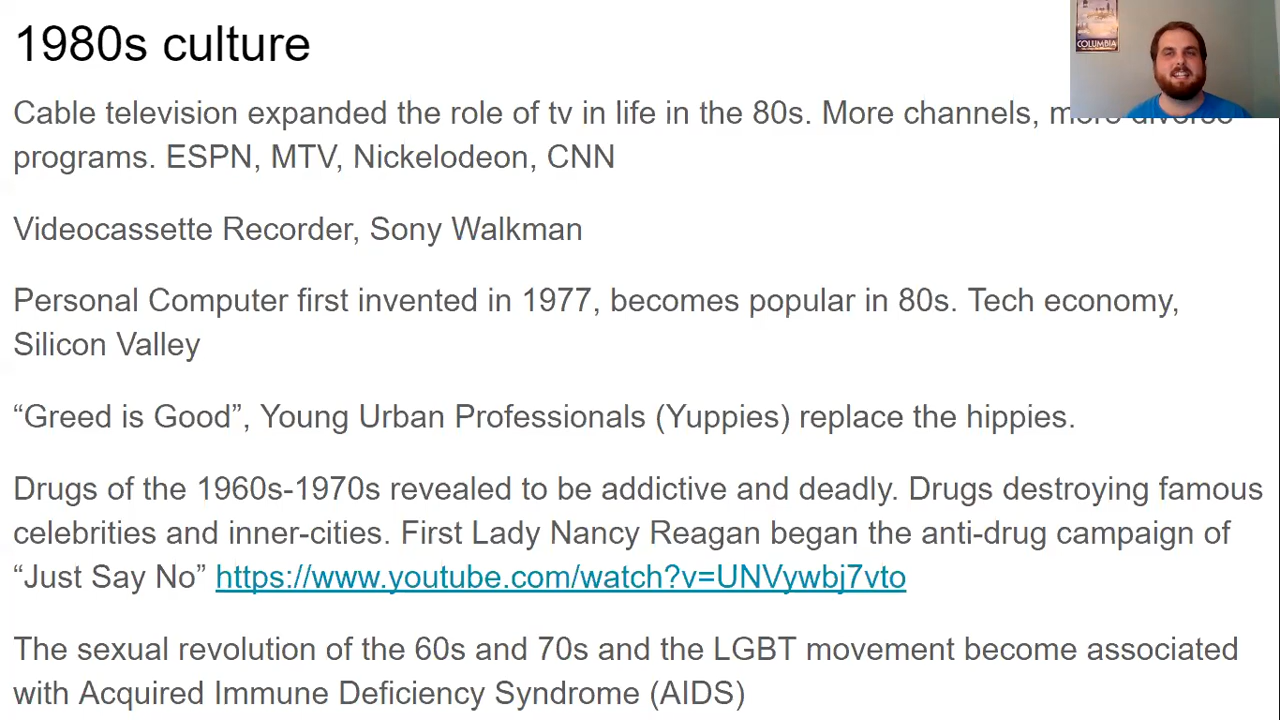 1980s culture
COLUMBIA
Cable television expanded the role of tv in life in the 80s. More channels, more diverse
programs. ESPN, MTV, Nickelodeon, CNN
Videocassette Recorder, Sony Walkman
Personal Computer first invented in 1977, becomes popular in 80s. Tech economy,
Silicon Valley
“Greed is Good”, Young Urban Professionals (Yuppies) replace the hippies.
Drugs of the 1960s-1970s revealed to be addictive and deadly. Drugs destroying famous
celebrities and inner-cities. First Lady Nancy Reagan began the anti-drug campaign of
“Just Say No” https://www.youtube.com/watch?v=UNVywbj7vto
The sexual revolution of the 60s and 70s and the LGBT movement become associated
with Acquired Immune Deficiency Syndrome (AIDS)